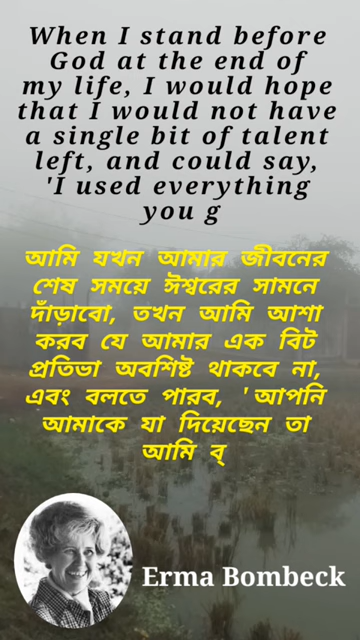 When I stand before
God at the end of
my life, I would hope
that I would not have
a single bit of talent
left, and could say,
'I used everything
you g
আমি যখন আমার জীবনের
শেষ সময়ে ঈশ্বরের সামনে
দাঁড়াবো, তখন আমি আশা
করব যে আমার এক বিট
প্রতিভা অবশিষ্ট থাকবে না,
এবং বলতে পারব, ' আপনি
আমাকে যা দিয়েছেন তা
আমি ব্
Erma Bombeck